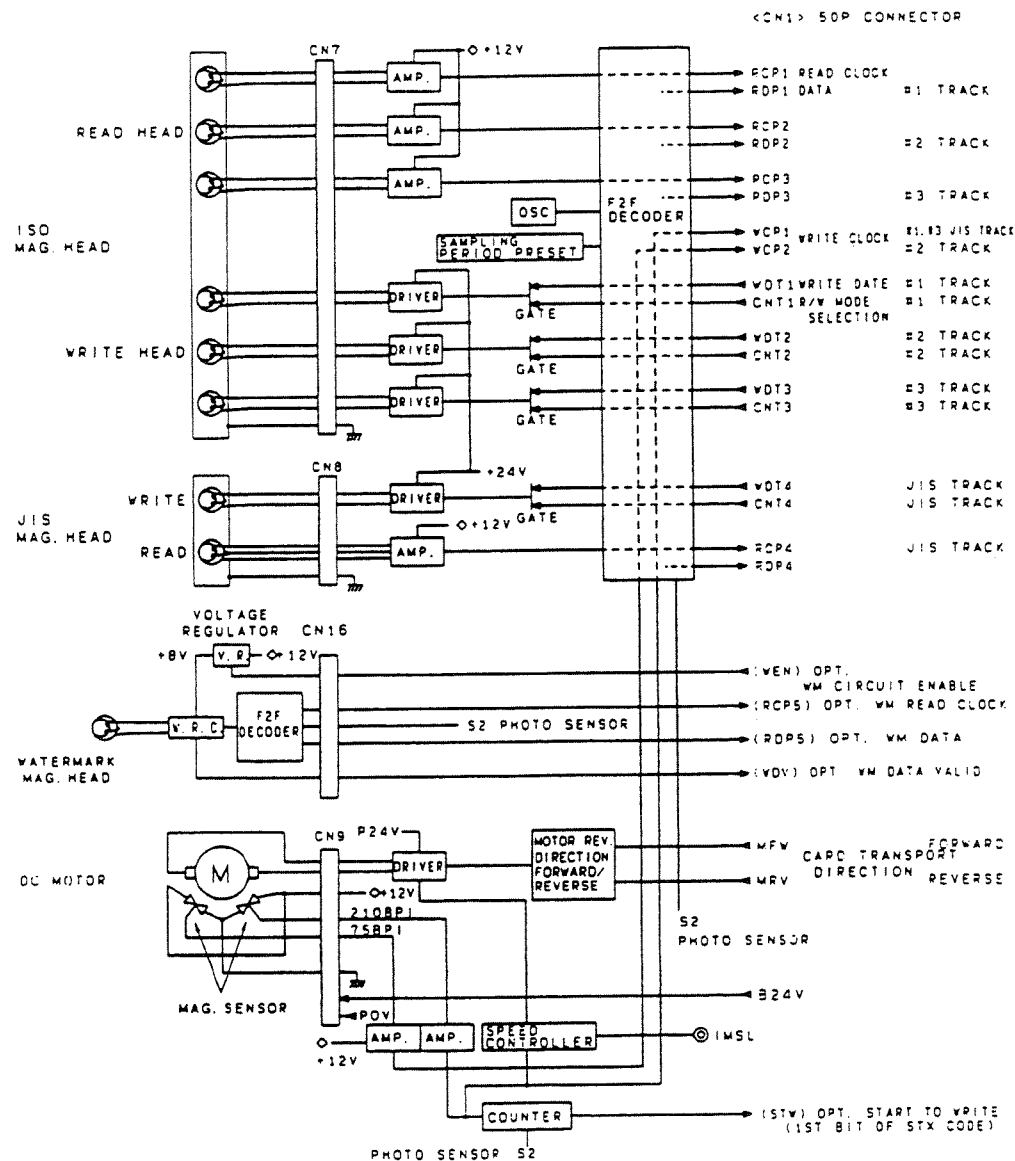 <CN1> 50P CONNECTOR
CN7
+12V
AMP.
RCP1 READ CLOCK
RDP1 DATA #1 TRACK
READ HEAD
AMP.
RCP2
RDP2 #2 TRACK
AMP.
RCP3
RDP3 #3 TRACK
OSC
F2F
DECODER
ISO
MAG. HEAD
SAMPLING
PERIOD PRESET
WCP1 WRITE CLOCK #1.#3 JIS TRACK
WCP2 #2 TRACK
DRIVER
GATE
WDT1 WRITE DATE #1 TRACK
CNT1 R/W MODE #1 TRACK
SELECTION
WRITE HEAD
DRIVER
GATE
WDT2 #2 TRACK
CNT2 #2 TRACK
DRIVER
GATE
WDT3 #3 TRACK
CNT3 #3 TRACK
CN8
+24V
WRITE
DRIVER
GATE
WDT4 JIS TRACK
CNT4 JIS TRACK
JIS
MAG. HEAD
+12V
READ
AMP.
RCP4 JIS TRACK
RDP4
VOLTAGE
REGULATOR CN16
+8V V.R. +12V
(WEN) OPT.
WM CIRCUIT ENABLE
(RCP5) OPT. WM READ CLOCK
W.R.C.
F2F
DECODER
S2 PHOTO SENSOR
(RDP5) OPT. WM DATA
WATERMARK
MAG. HEAD
(WDV) OPT. WM DATA VALID
CN9
P24V
DC MOTOR
M
DRIVER
MOTOR REV.
DIRECTION
FORWARD/
REVERSE
MFW FORWARD
CARD TRANSPORT
DIRECTION
MRV REVERSE
+12V
210BPI
75BPI
S2
PHOTO SENSOR
MAG. SENSOR
B24V
POV
+12V
AMP. AMP.
SPEED
CONTROLLER
IMSL
COUNTER
(STW) OPT. START TO WRITE
(1ST BIT OF STX CODE)
PHOTO SENSOR S2